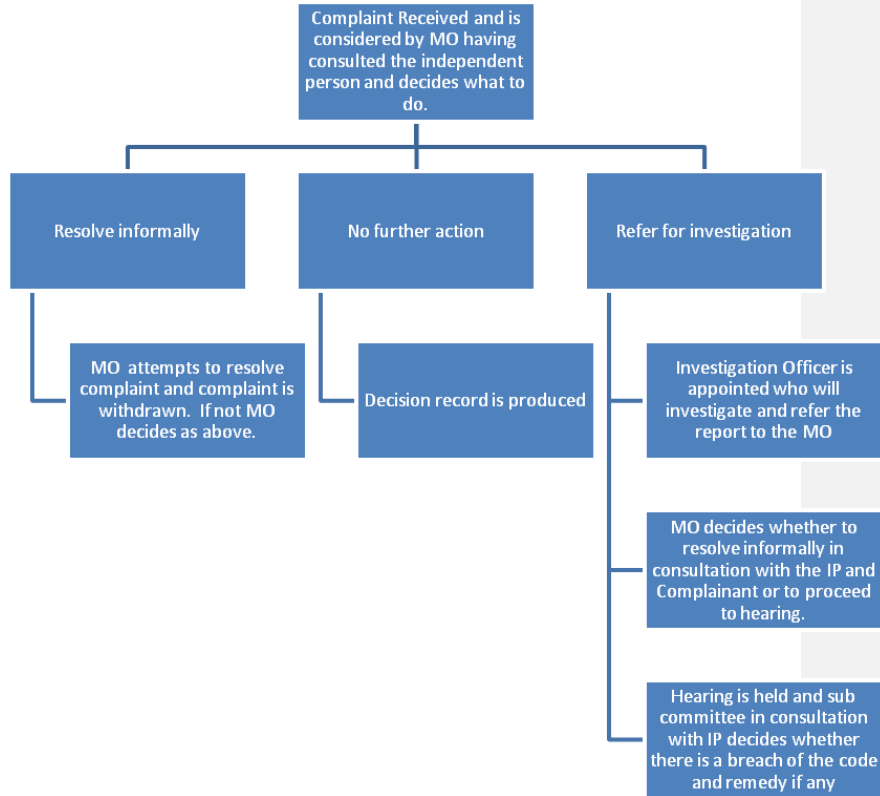 Complaint Received and is
considered by MO having
consulted the independent
person and decides what to
do.
Resolve informally
No further action
Refer for investigation
MO attempts to resolve
complaint and complaint is
withdrawn. If not MO
decides as above.
Decision record is produced
Investigation Officer is
appointed who will
investigate and refer the
report to the MO
MO decides whether to
resolve informally in
consultation with the IP and
Complainant or to proceed
to hearing.
Hearing is held and sub
committee in consultation
with IP decides whether
there is a breach of the code
and remedy if any